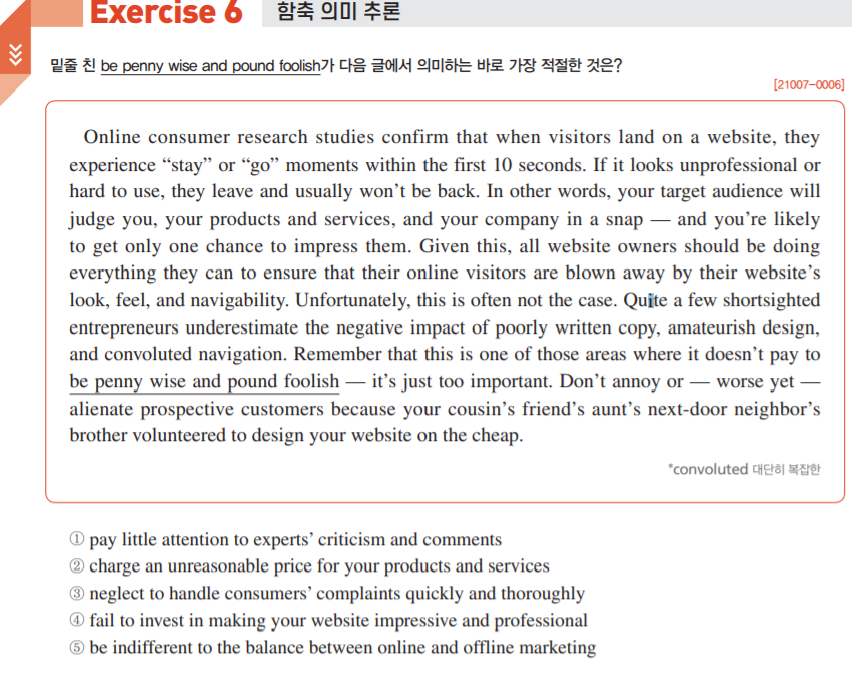 Exercise 6 함축 의미 추론
밑줄 친 be penny wise and pound foolish가 다음 글에서 의미하는 바로 가장 적절한 것은?
[21007-0006]
Online consumer research studies confirm that when visitors land on a website, they
experience “stay” or “go” moments within the first 10 seconds. If it looks unprofessional or
hard to use, they leave and usually won’t be back. In other words, your target audience will
judge you, your products and services, and your company in a snap — and you’re likely
to get only one chance to impress them. Given this, all website owners should be doing
everything they can to ensure that their online visitors are blown away by their website’s
look, feel, and navigability. Unfortunately, this is often not the case. Quite a few shortsighted
entrepreneurs underestimate the negative impact of poorly written copy, amateurish design,
and convoluted navigation. Remember that this is one of those areas where it doesn’t pay to
be penny wise and pound foolish — it’s just too important. Don’t annoy or — worse yet —
alienate prospective customers because your cousin’s friend’s aunt’s next-door neighbor’s
brother volunteered to design your website on the cheap.
*convoluted 대단히 복잡한
① pay little attention to experts’ criticism and comments
② charge an unreasonable price for your products and services
③ neglect to handle consumers’ complaints quickly and thoroughly
④ fail to invest in making your website impressive and professional
⑤ be indifferent to the balance between online and offline marketing